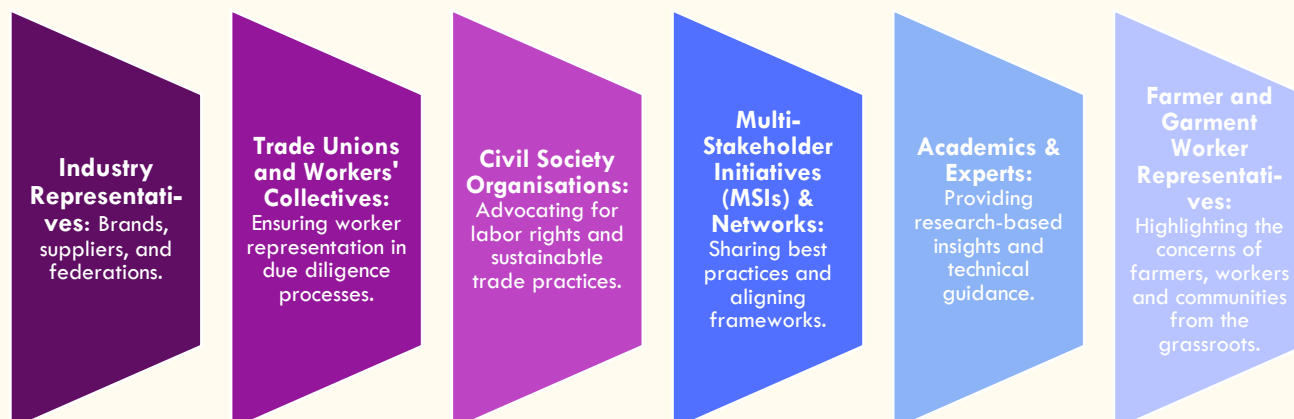 Industry
Representati-
ves: Brands,
suppliers, and
federations.
Trade Unions
and Workers'
Collectives:
Ensuring worker
representation in
due diligence
processes.
Civil Society
Organisations:
Advocating for
labor rights and
sustainabtle
trade practices.
Multi-
Stakeholder
Initiatives
(MSIs) &
Networks:
Sharing best
practices and
aligning
frameworks.
Academics &
Experts:
Providing
research-based
insights and
technical
guidance.
Farmer and
Garment
Worker
Representati-
ves:
Highlighting the
concerns of
farmers, workers
and communities
from the
grassroots.